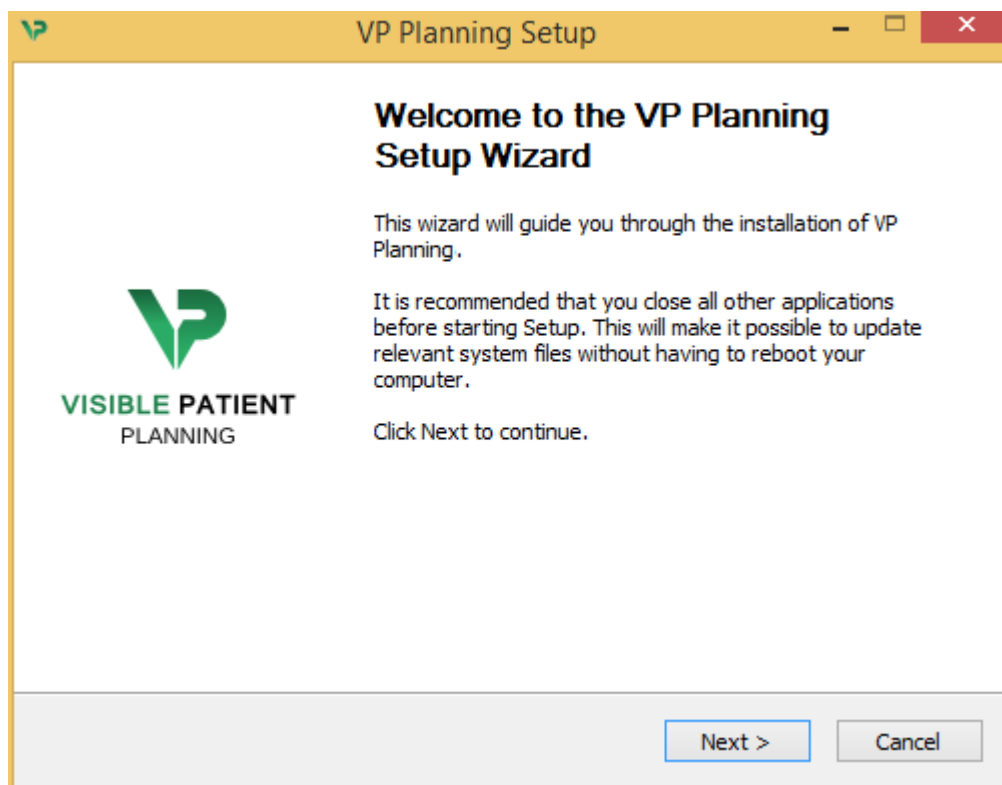 VP Planning Setup
Welcome to the VP Planning
Setup Wizard
This wizard will guide you through the installation of VP
Planning.
It is recommended that you close all other applications
before starting Setup. This will make it possible to update
relevant system files without having to reboot your
computer.
Click Next to continue.
VP
VISIBLE PATIENT
PLANNING
Next >
Cancel